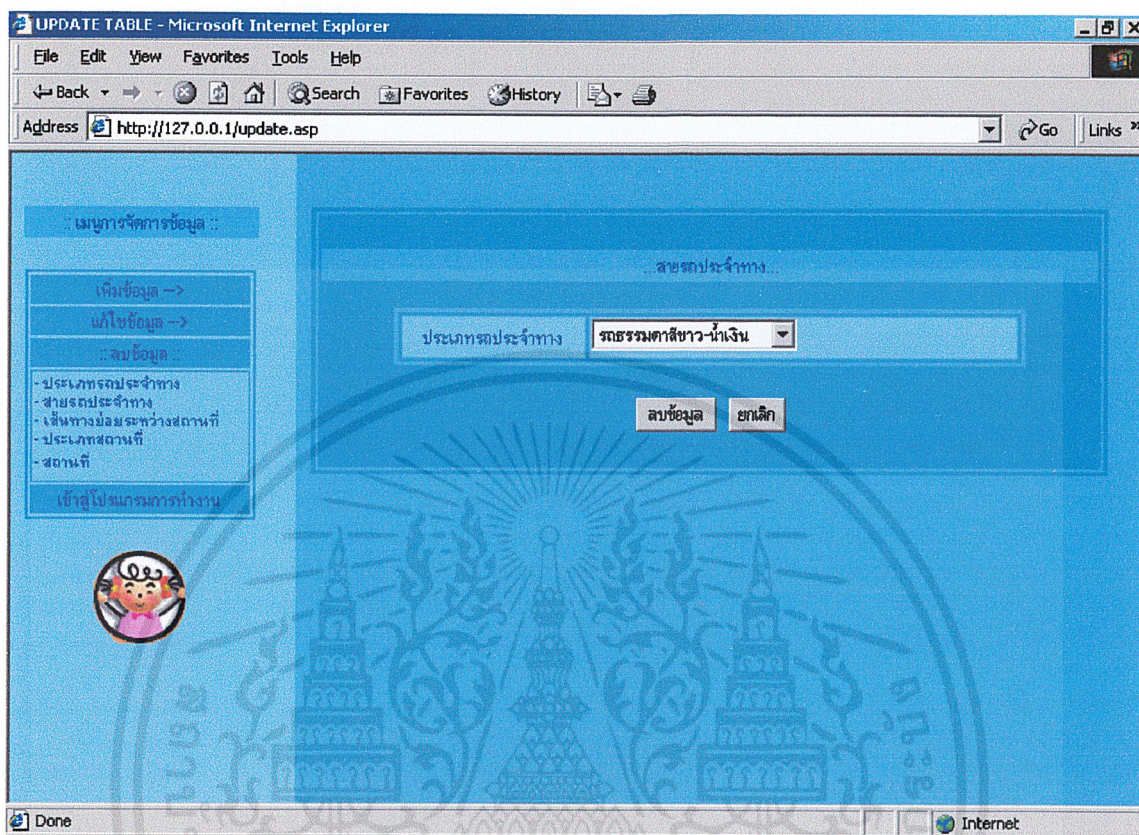 UPDATE TABLE - Microsoft Internet Explorer
File Edit View Favorites Tools Help
Back Search Favorites History
Address http://127.0.0.1/update.asp Go Links »
:: เมนูการจัดการข้อมูล ::
เพิ่มข้อมูล -->
แก้ไขข้อมูล -->
:: ลบข้อมูล ::
- ประเภทรถประจำทาง
- สายรถประจำทาง
- เส้นทางย่อยระหว่างสถานที่
- ประเภทสถานที่
- สถานที่
เข้าสู่โปรแกรมการทำงาน
...สายรถประจำทาง...
ประเภทรถประจำทาง รถธรรมดาสีขาว-น้ำเงิน
ลบข้อมูล ยกเลิก
Done Internet